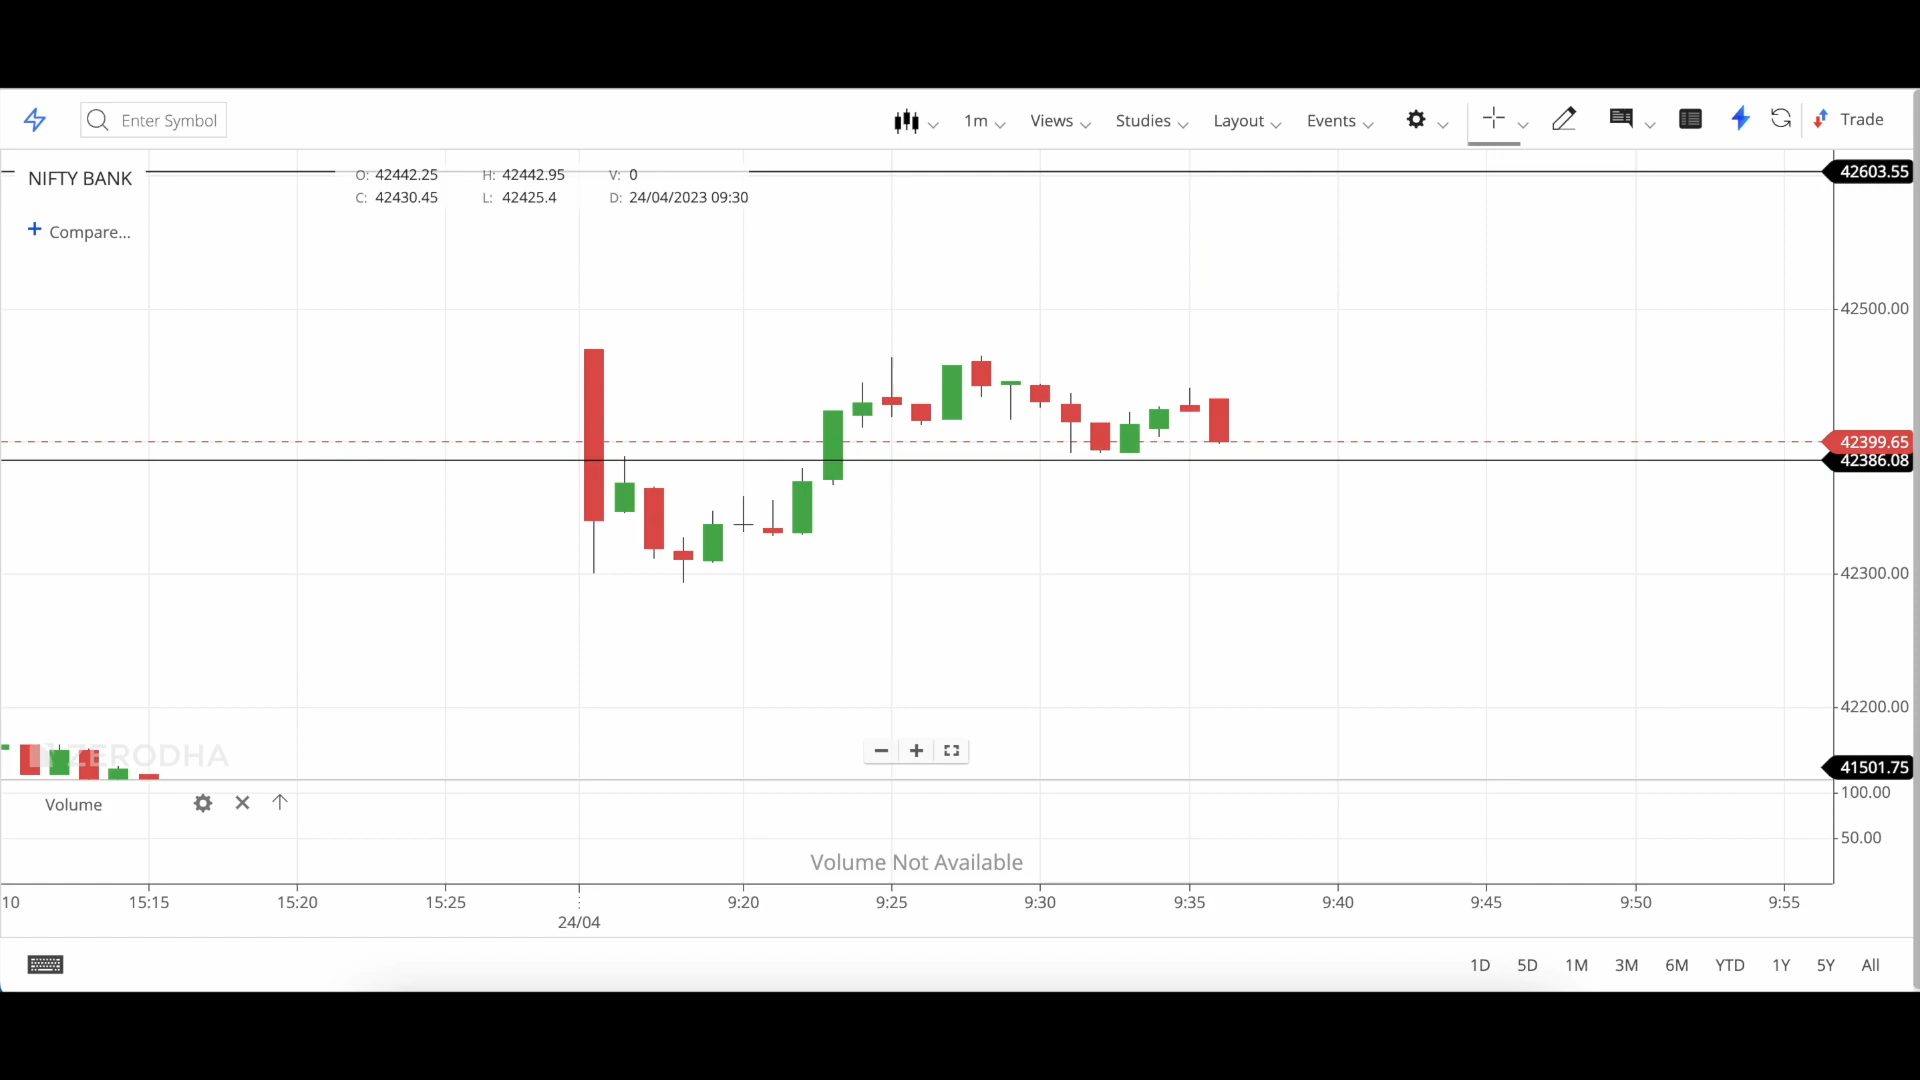 Enter Symbol
1m
Views
Studies
Layout
Events
Trade
NIFTY BANK
O: 42442.25 H: 42442.95 V: 0
C: 42430.45 L: 42425.4 D: 24/04/2023 09:30
+ Compare...
42603.55
42500.00
42399.65
42386.08
42300.00
42200.00
41501.75
ZERODHA
Volume
100.00
50.00
Volume Not Available
10 15:15 15:20 15:25 9:20 9:25 9:30 9:35 9:40 9:45 9:50 9:55
24/04
1D 5D 1M 3M 6M YTD 1Y 5Y All